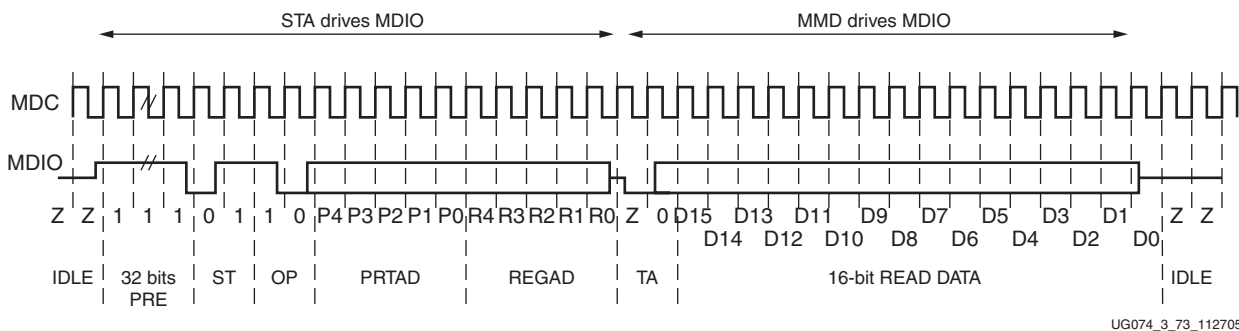 STA drives MDIO MMD drives MDIO
MDC
MDIO
Z Z 1 1 1 0 1 1 0 P4 P3 P2 P1 P0 R4 R3 R2 R1 R0 Z 0 D15 D13 D11 D9 D7 D5 D3 D1 Z Z
D14 D12 D10 D8 D6 D4 D2 D0
IDLE 32 bits ST OP PRTAD REGAD TA 16-bit READ DATA IDLE
PRE
UG074_3_73_112705